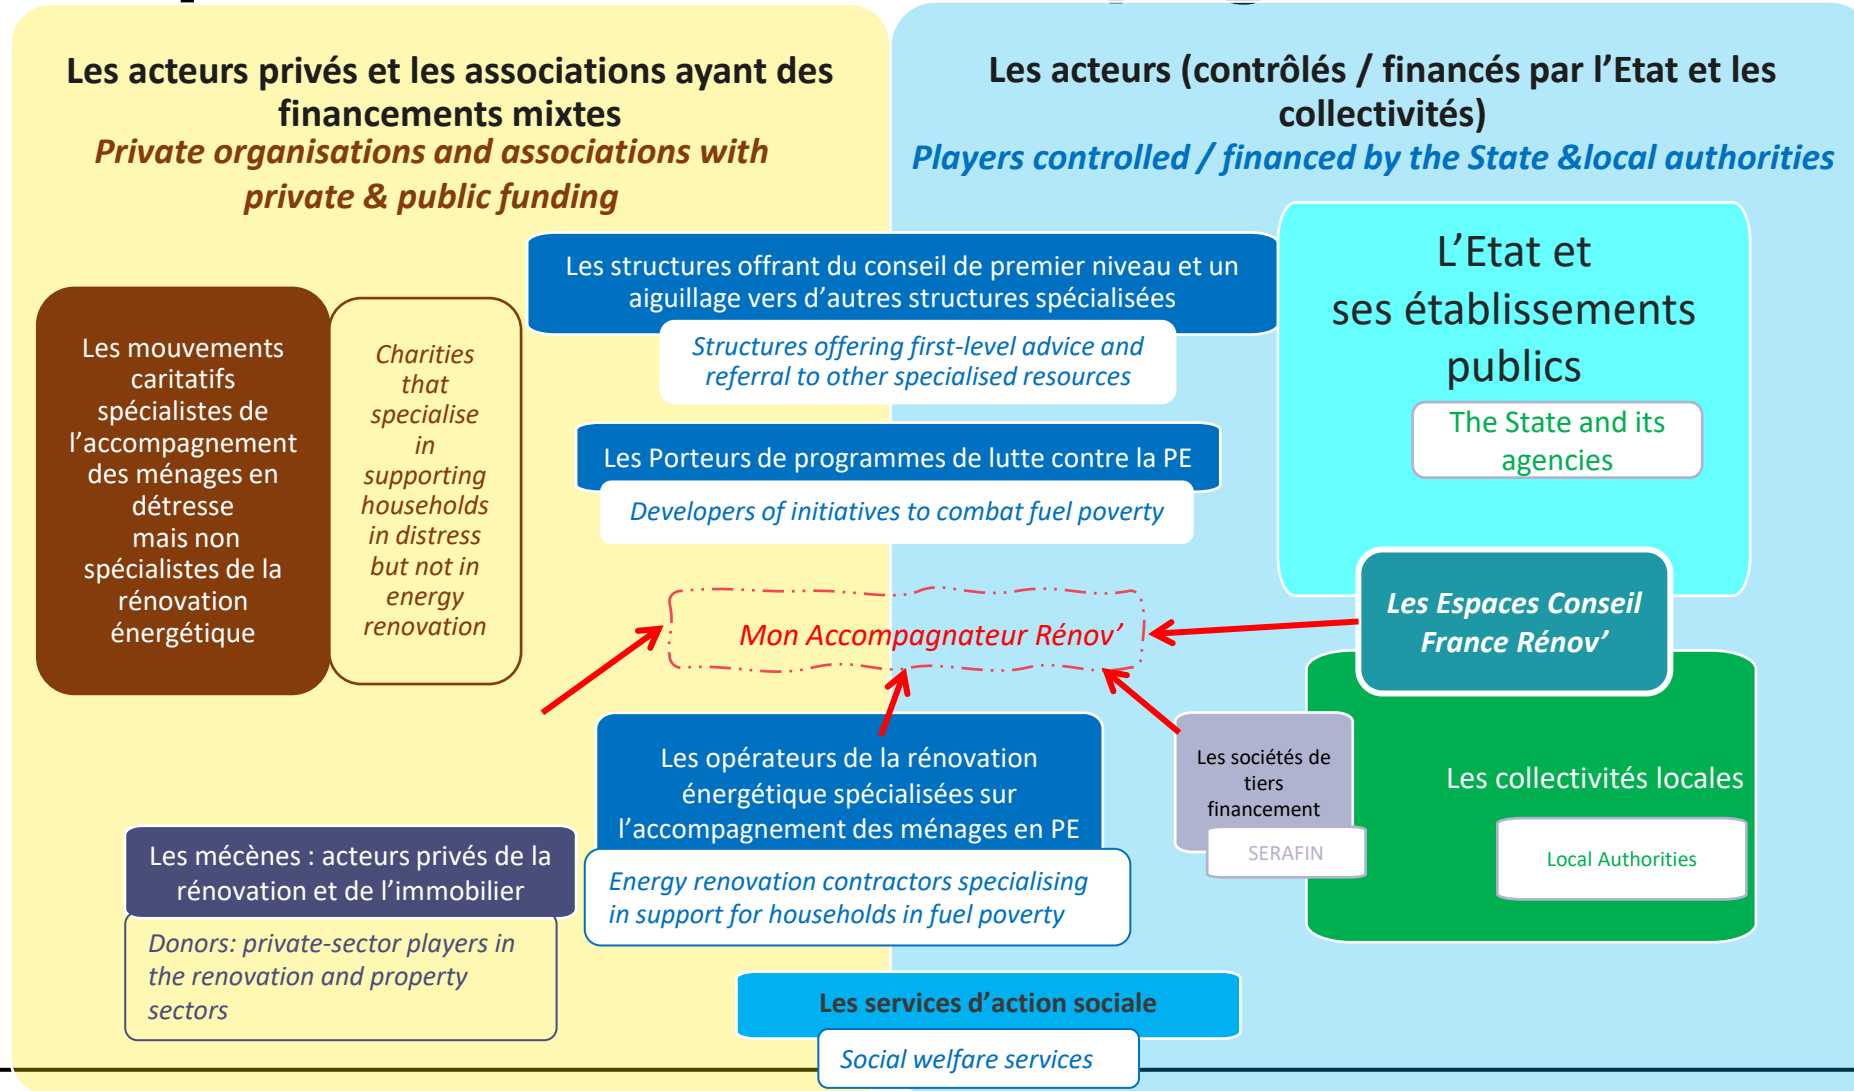 Les acteurs privés et les associations ayant des
financements mixtes
Private organisations and associations with
private & public funding
Les acteurs (contrôlés / financés par l’Etat et les
collectivités)
Players controlled / financed by the State &local authorities
Les structures offrant du conseil de premier niveau et un
aiguillage vers d’autres structures spécialisées
Structures offering first-level advice and
referral to other specialised resources
L’Etat et
ses établissements
publics
The State and its
agencies
Les mouvements
caritatifs
spécialistes de
l’accompagnement
des ménages en
détresse
mais non
spécialistes de la
rénovation
énergétique
Charities
that
specialise
in
supporting
households
in distress
but not in
energy
renovation
Les Porteurs de programmes de lutte contre la PE
Developers of initiatives to combat fuel poverty
Mon Accompagnateur Rénov’
Les Espaces Conseil
France Rénov’
Les opérateurs de la rénovation
énergétique spécialisées sur
l’accompagnement des ménages en PE
Energy renovation contractors specialising
in support for households in fuel poverty
Les sociétés de
tiers
financement
SERAFIN
Les collectivités locales
Local Authorities
Les mécènes : acteurs privés de la
rénovation et de l’immobilier
Donors: private-sector players in
the renovation and property
sectors
Les services d’action sociale
Social welfare services